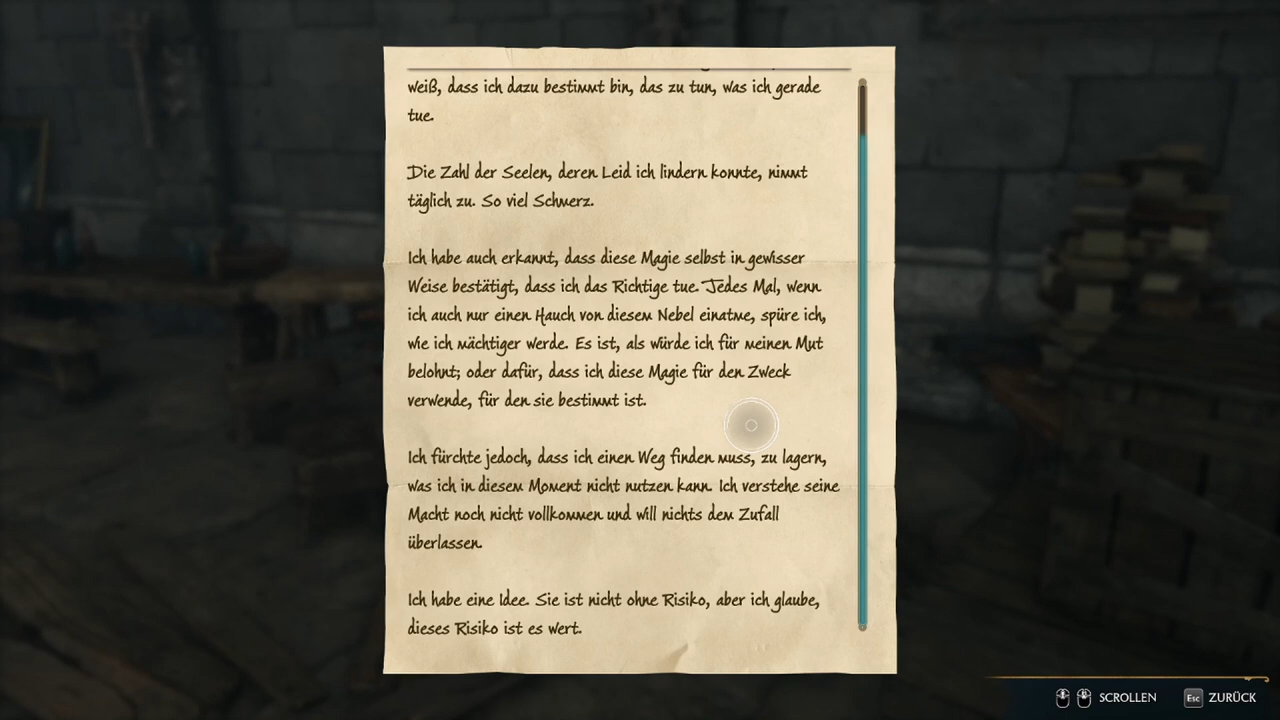 weiß, dass ich dazu bestimmt bin, das zu tun, was ich gerade
tue.
Die Zahl der Seelen, deren Leid ich lindern konnte, nimmt
täglich zu. So viel Schmerz.
Ich habe auch erkannt, dass diese Magie selbst in gewisser
Weise bestätigt, dass ich das Richtige tue. Jedes Mal, wenn
ich auch nur einen Hauch von diesem Nebel einatme, spüre ich,
wie ich mächtiger werde. Es ist, als würde ich für meinen Mut
belohnt; oder dafür, dass ich diese Magie für den Zweck
verwende, für den sie bestimmt ist.
Ich fürchte jedoch, dass ich einen Weg finden muss, zu lagern,
was ich in diesem Moment nicht nutzen kann. Ich verstehe seine
Macht noch nicht vollkommen und will nichts dem Zufall
überlassen.
Ich habe eine Idee. Sie ist nicht ohne Risiko, aber ich glaube,
dieses Risiko ist es wert.
SCROLLEN
Esc ZURÜCK